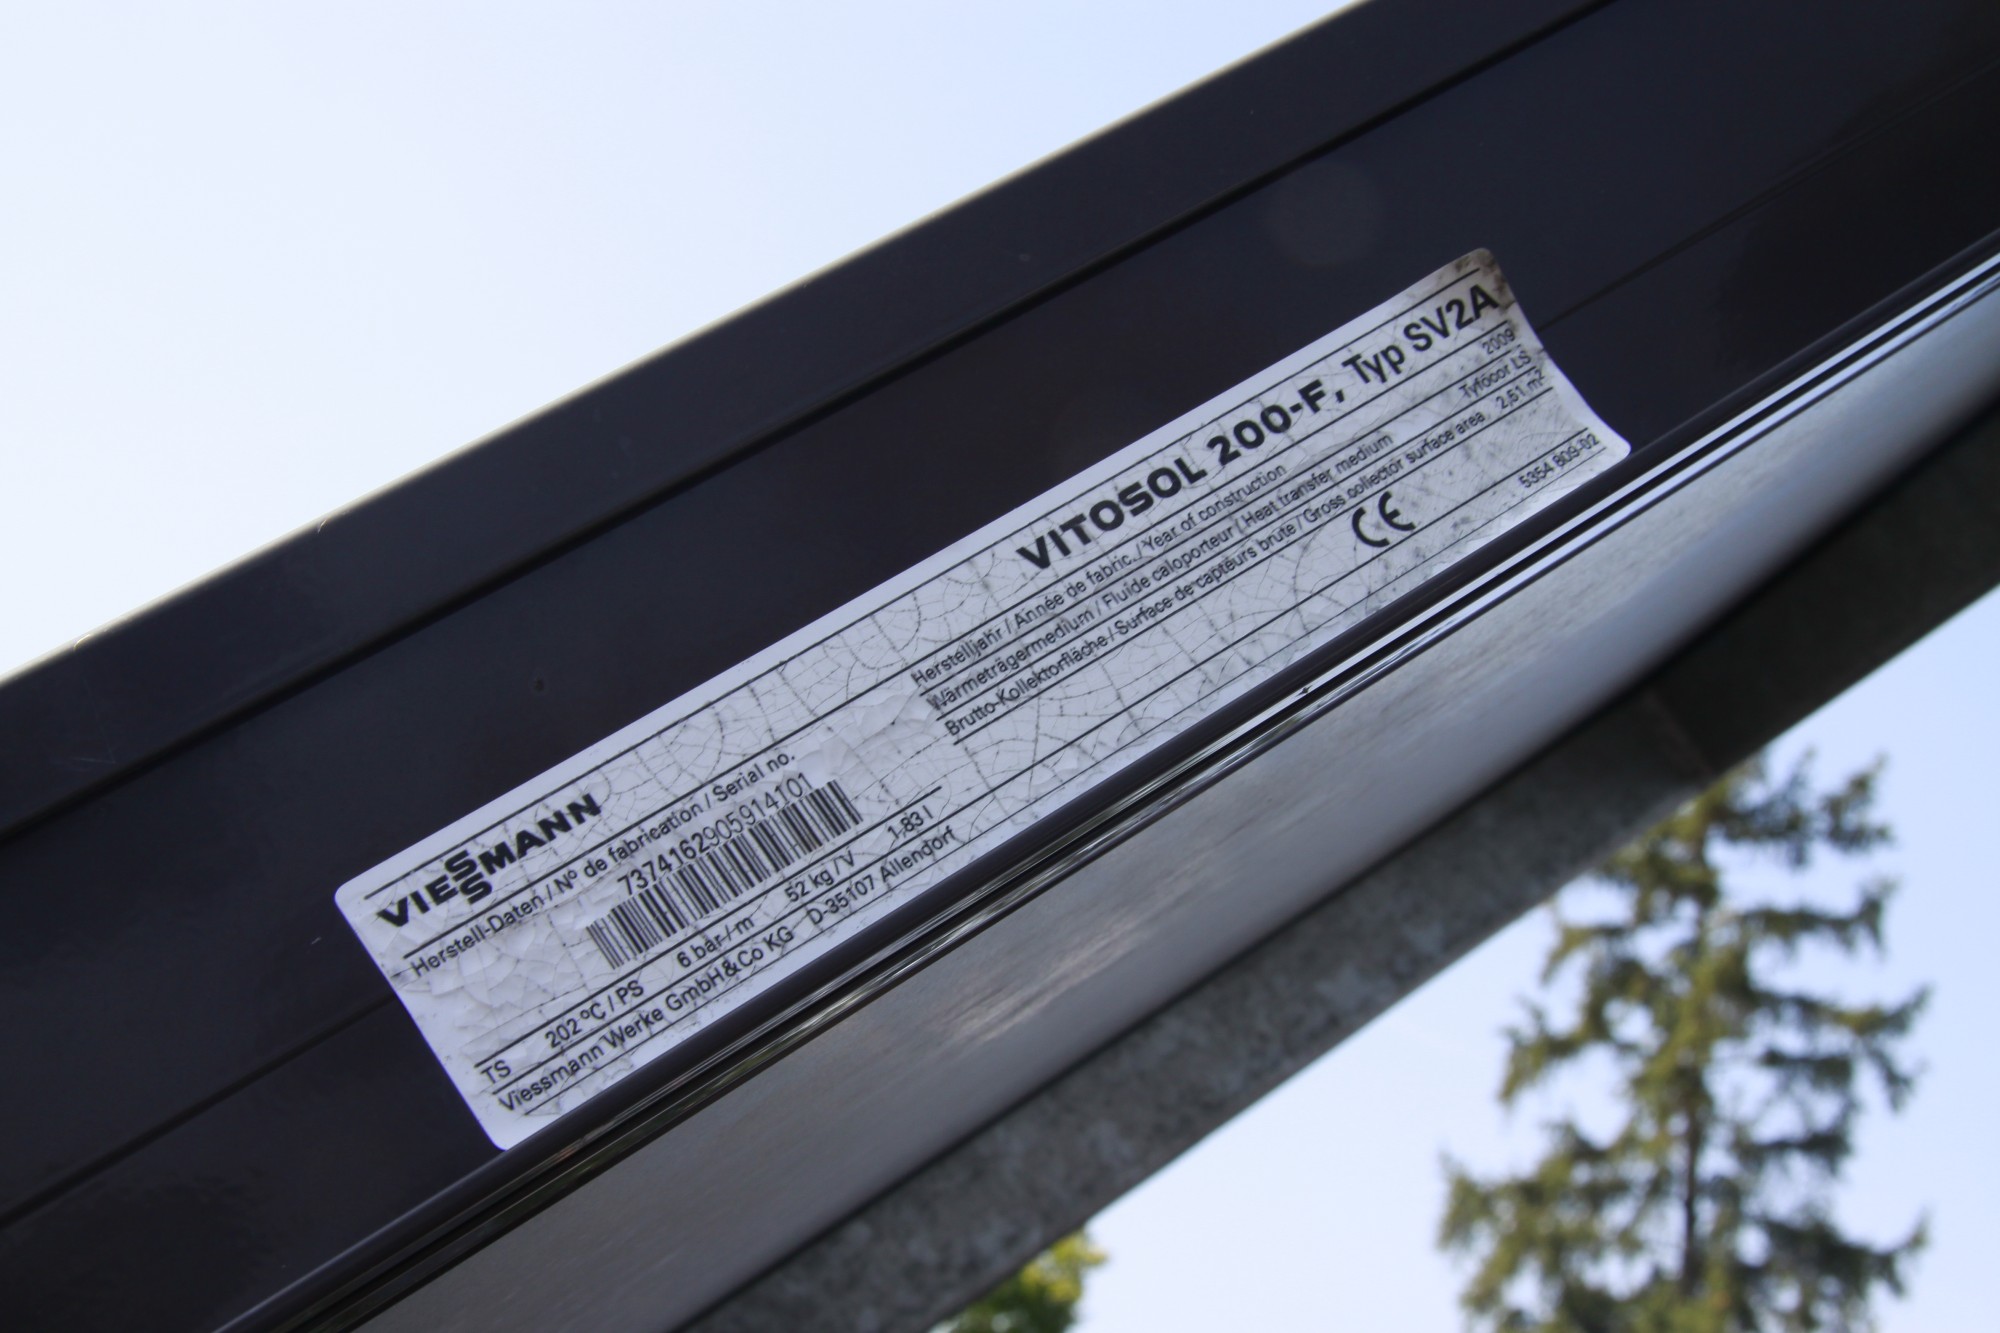 VIESSMANN
Herstell-Daten / Nº de fabrication / Serial no.
7374162905914101
TS 202 °C / PS 6 bar / m 52 kg / V 1.83 l
Viessmann Werke GmbH & Co KG D-35107 Allendorf
VITOSOL 200-F, Typ SV2A
Herstelljahr / Année de fabric. / Year of construction 2009
Wärmeträgermedium / Fluide caloporteur / Heat transfer medium Tyfocor LS
Brutto-Kollektorfläche / Surface de capteurs brute / Gross collector surface area 2,51 m²
CE
5354 809-02